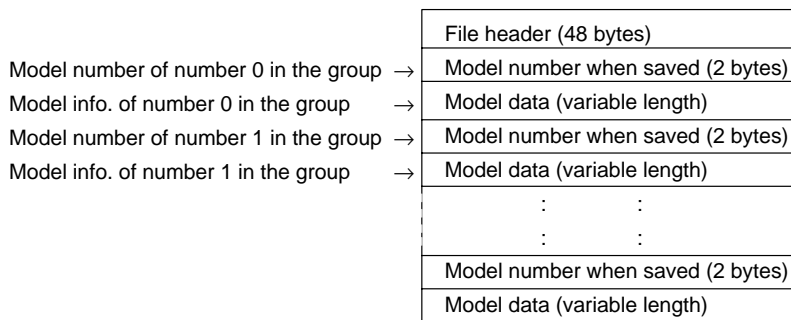 File header (48 bytes)
Model number of number 0 in the group → Model number when saved (2 bytes)
Model info. of number 0 in the group → Model data (variable length)
Model number of number 1 in the group → Model number when saved (2 bytes)
Model info. of number 1 in the group → Model data (variable length)
: :
: :
Model number when saved (2 bytes)
Model data (variable length)